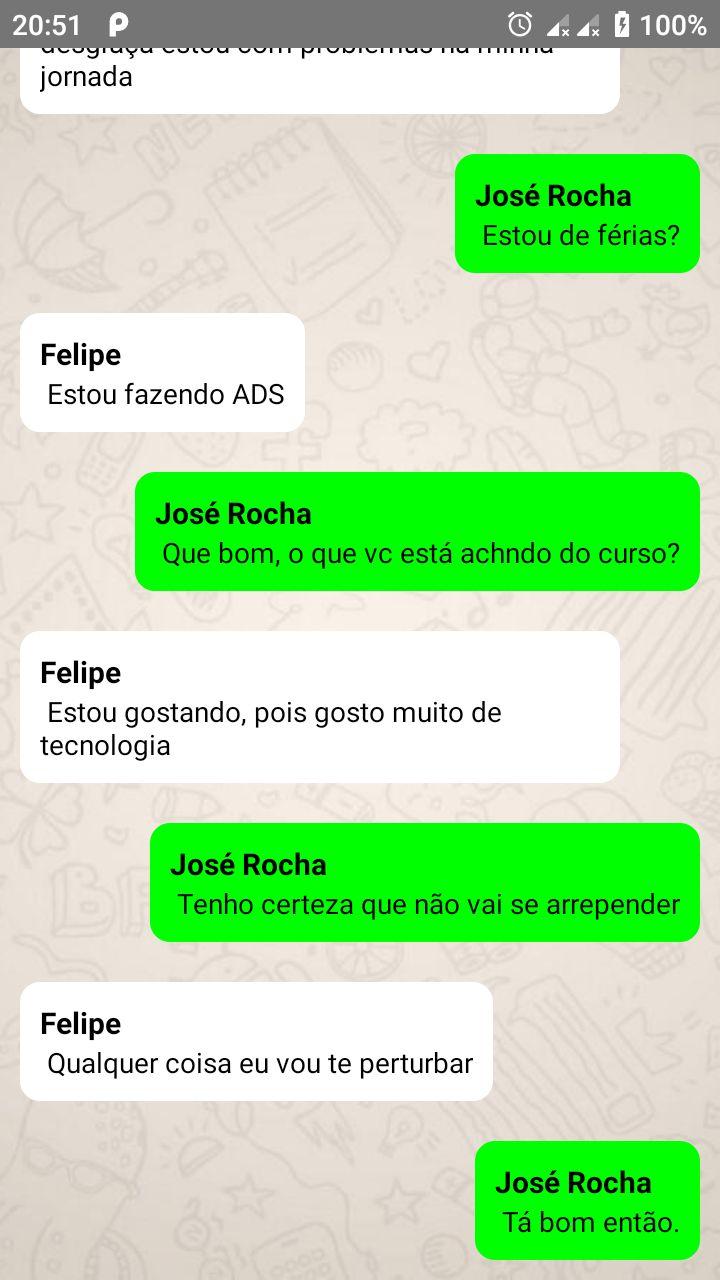 20:51 100%
desgraça estou com problemas na minha
jornada
José Rocha
Estou de férias?
Felipe
Estou fazendo ADS
José Rocha
Que bom, o que vc está achndo do curso?
Felipe
Estou gostando, pois gosto muito de
tecnologia
José Rocha
Tenho certeza que não vai se arrepender
Felipe
Qualquer coisa eu vou te perturbar
José Rocha
Tá bom então.